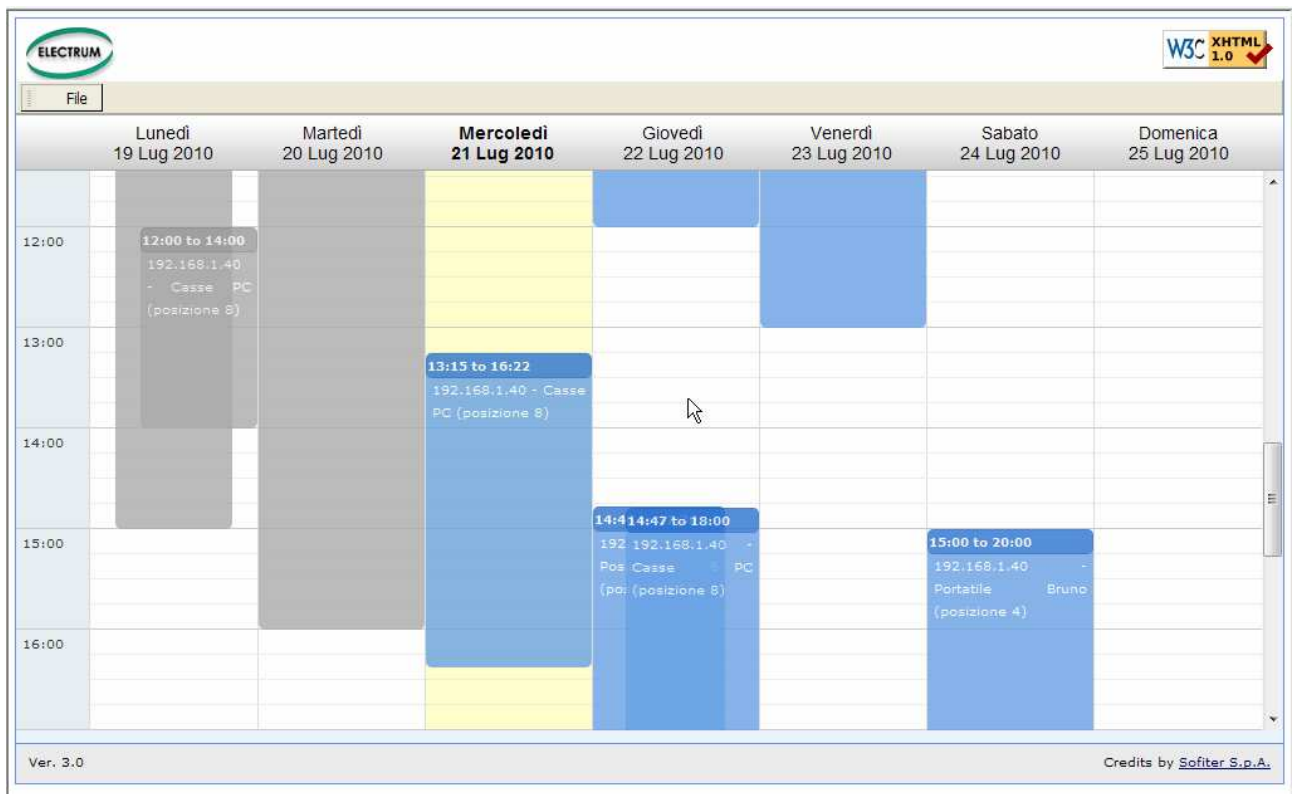 ELECTRUM
W3C XHTML 1.0
File
Lunedì
19 Lug 2010
Martedì
20 Lug 2010
Mercoledì
21 Lug 2010
Giovedì
22 Lug 2010
Venerdì
23 Lug 2010
Sabato
24 Lug 2010
Domenica
25 Lug 2010
12:00
13:00
14:00
15:00
16:00
12:00 to 14:00
192.168.1.40
- Casse PC
(posizione 8)
13:15 to 16:22
192.168.1.40 - Casse
PC (posizione 8)
14:47 to 18:00
192.168.1.40 -
Casse PC
(posizione 8)
15:00 to 20:00
192.168.1.40 -
Portatile Bruno
(posizione 4)
Ver. 3.0
Credits by Sofiter S.p.A.